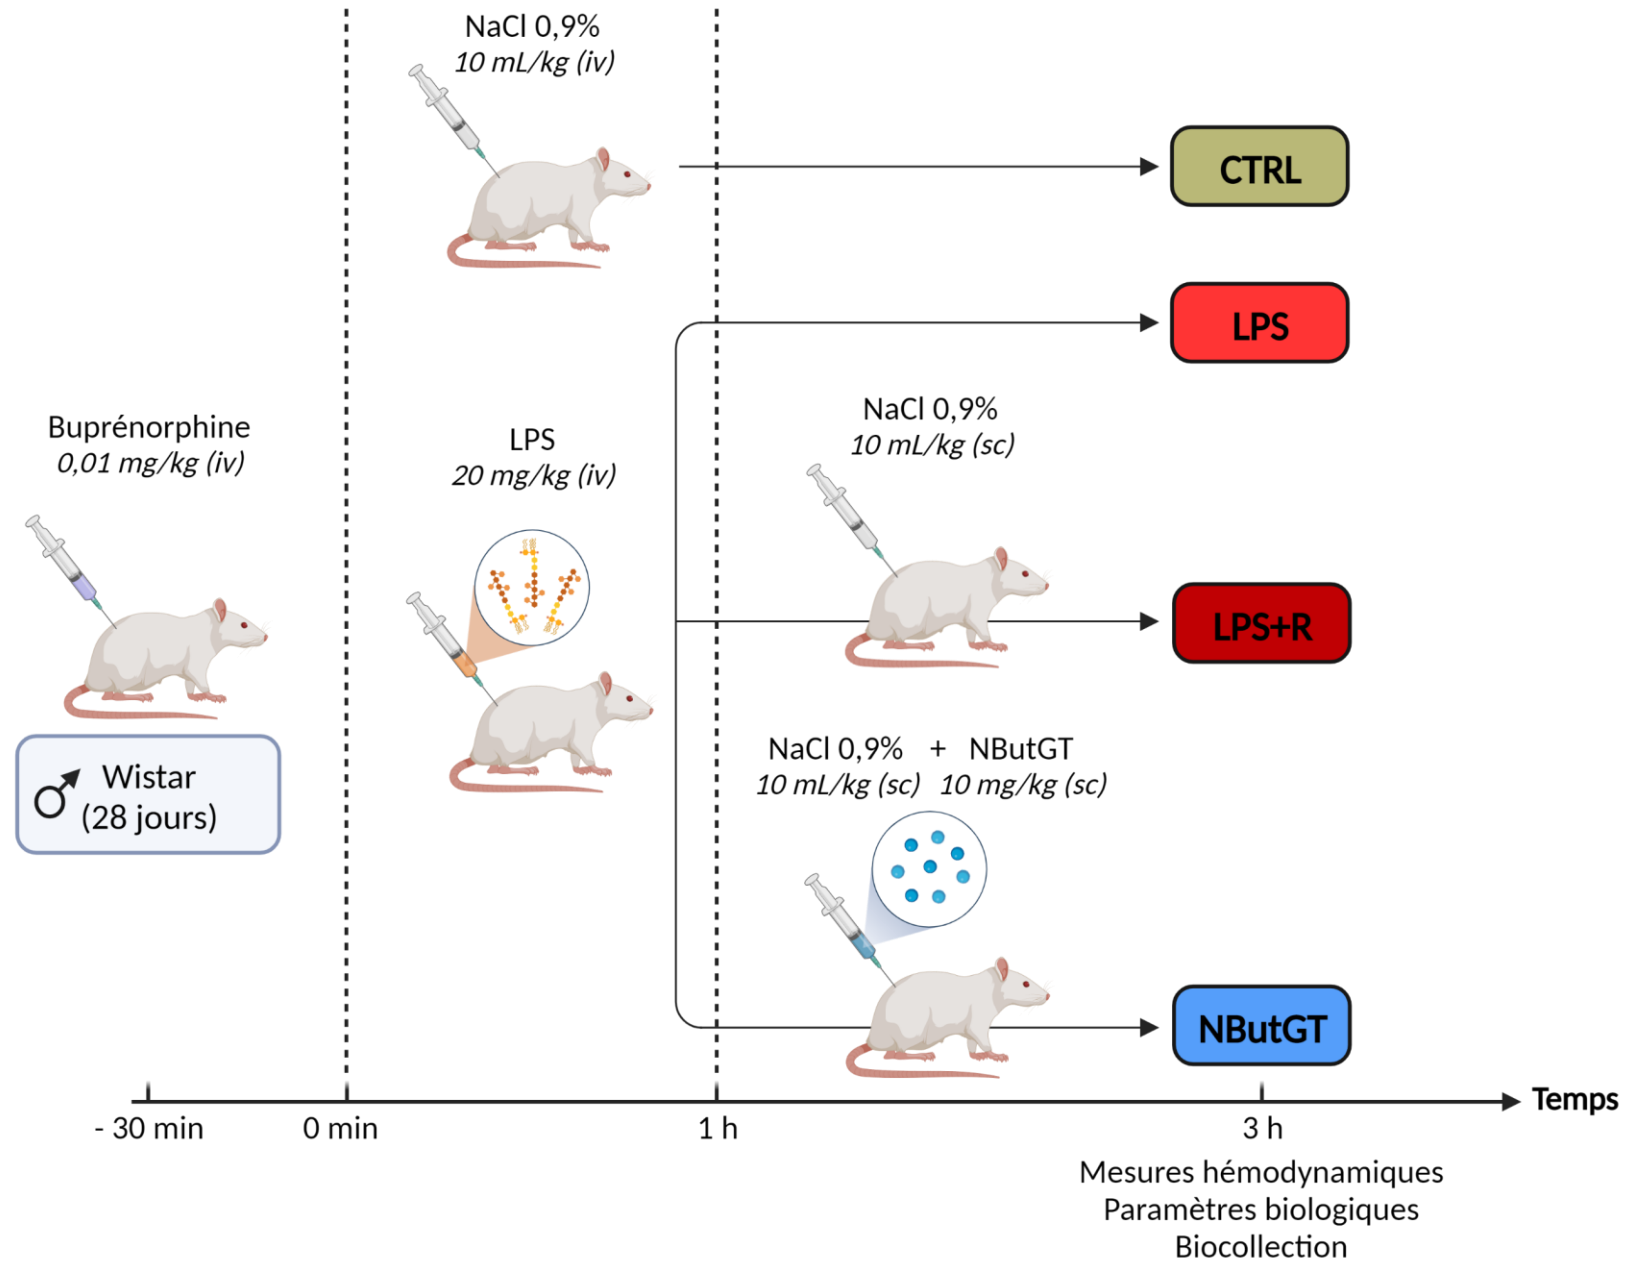 NaCl 0,9%
10 mL/kg (iv)
CTRL
LPS
Buprénorphine
0,01 mg/kg (iv)
LPS
20 mg/kg (iv)
NaCl 0,9%
10 mL/kg (sc)
LPS+R
Wistar
(28 jours)
NaCl 0,9% + NButGT
10 mL/kg (sc) 10 mg/kg (sc)
NButGT
Temps
- 30 min 0 min 1 h 3 h
Mesures hémodynamiques
Paramètres biologiques
Biocollection